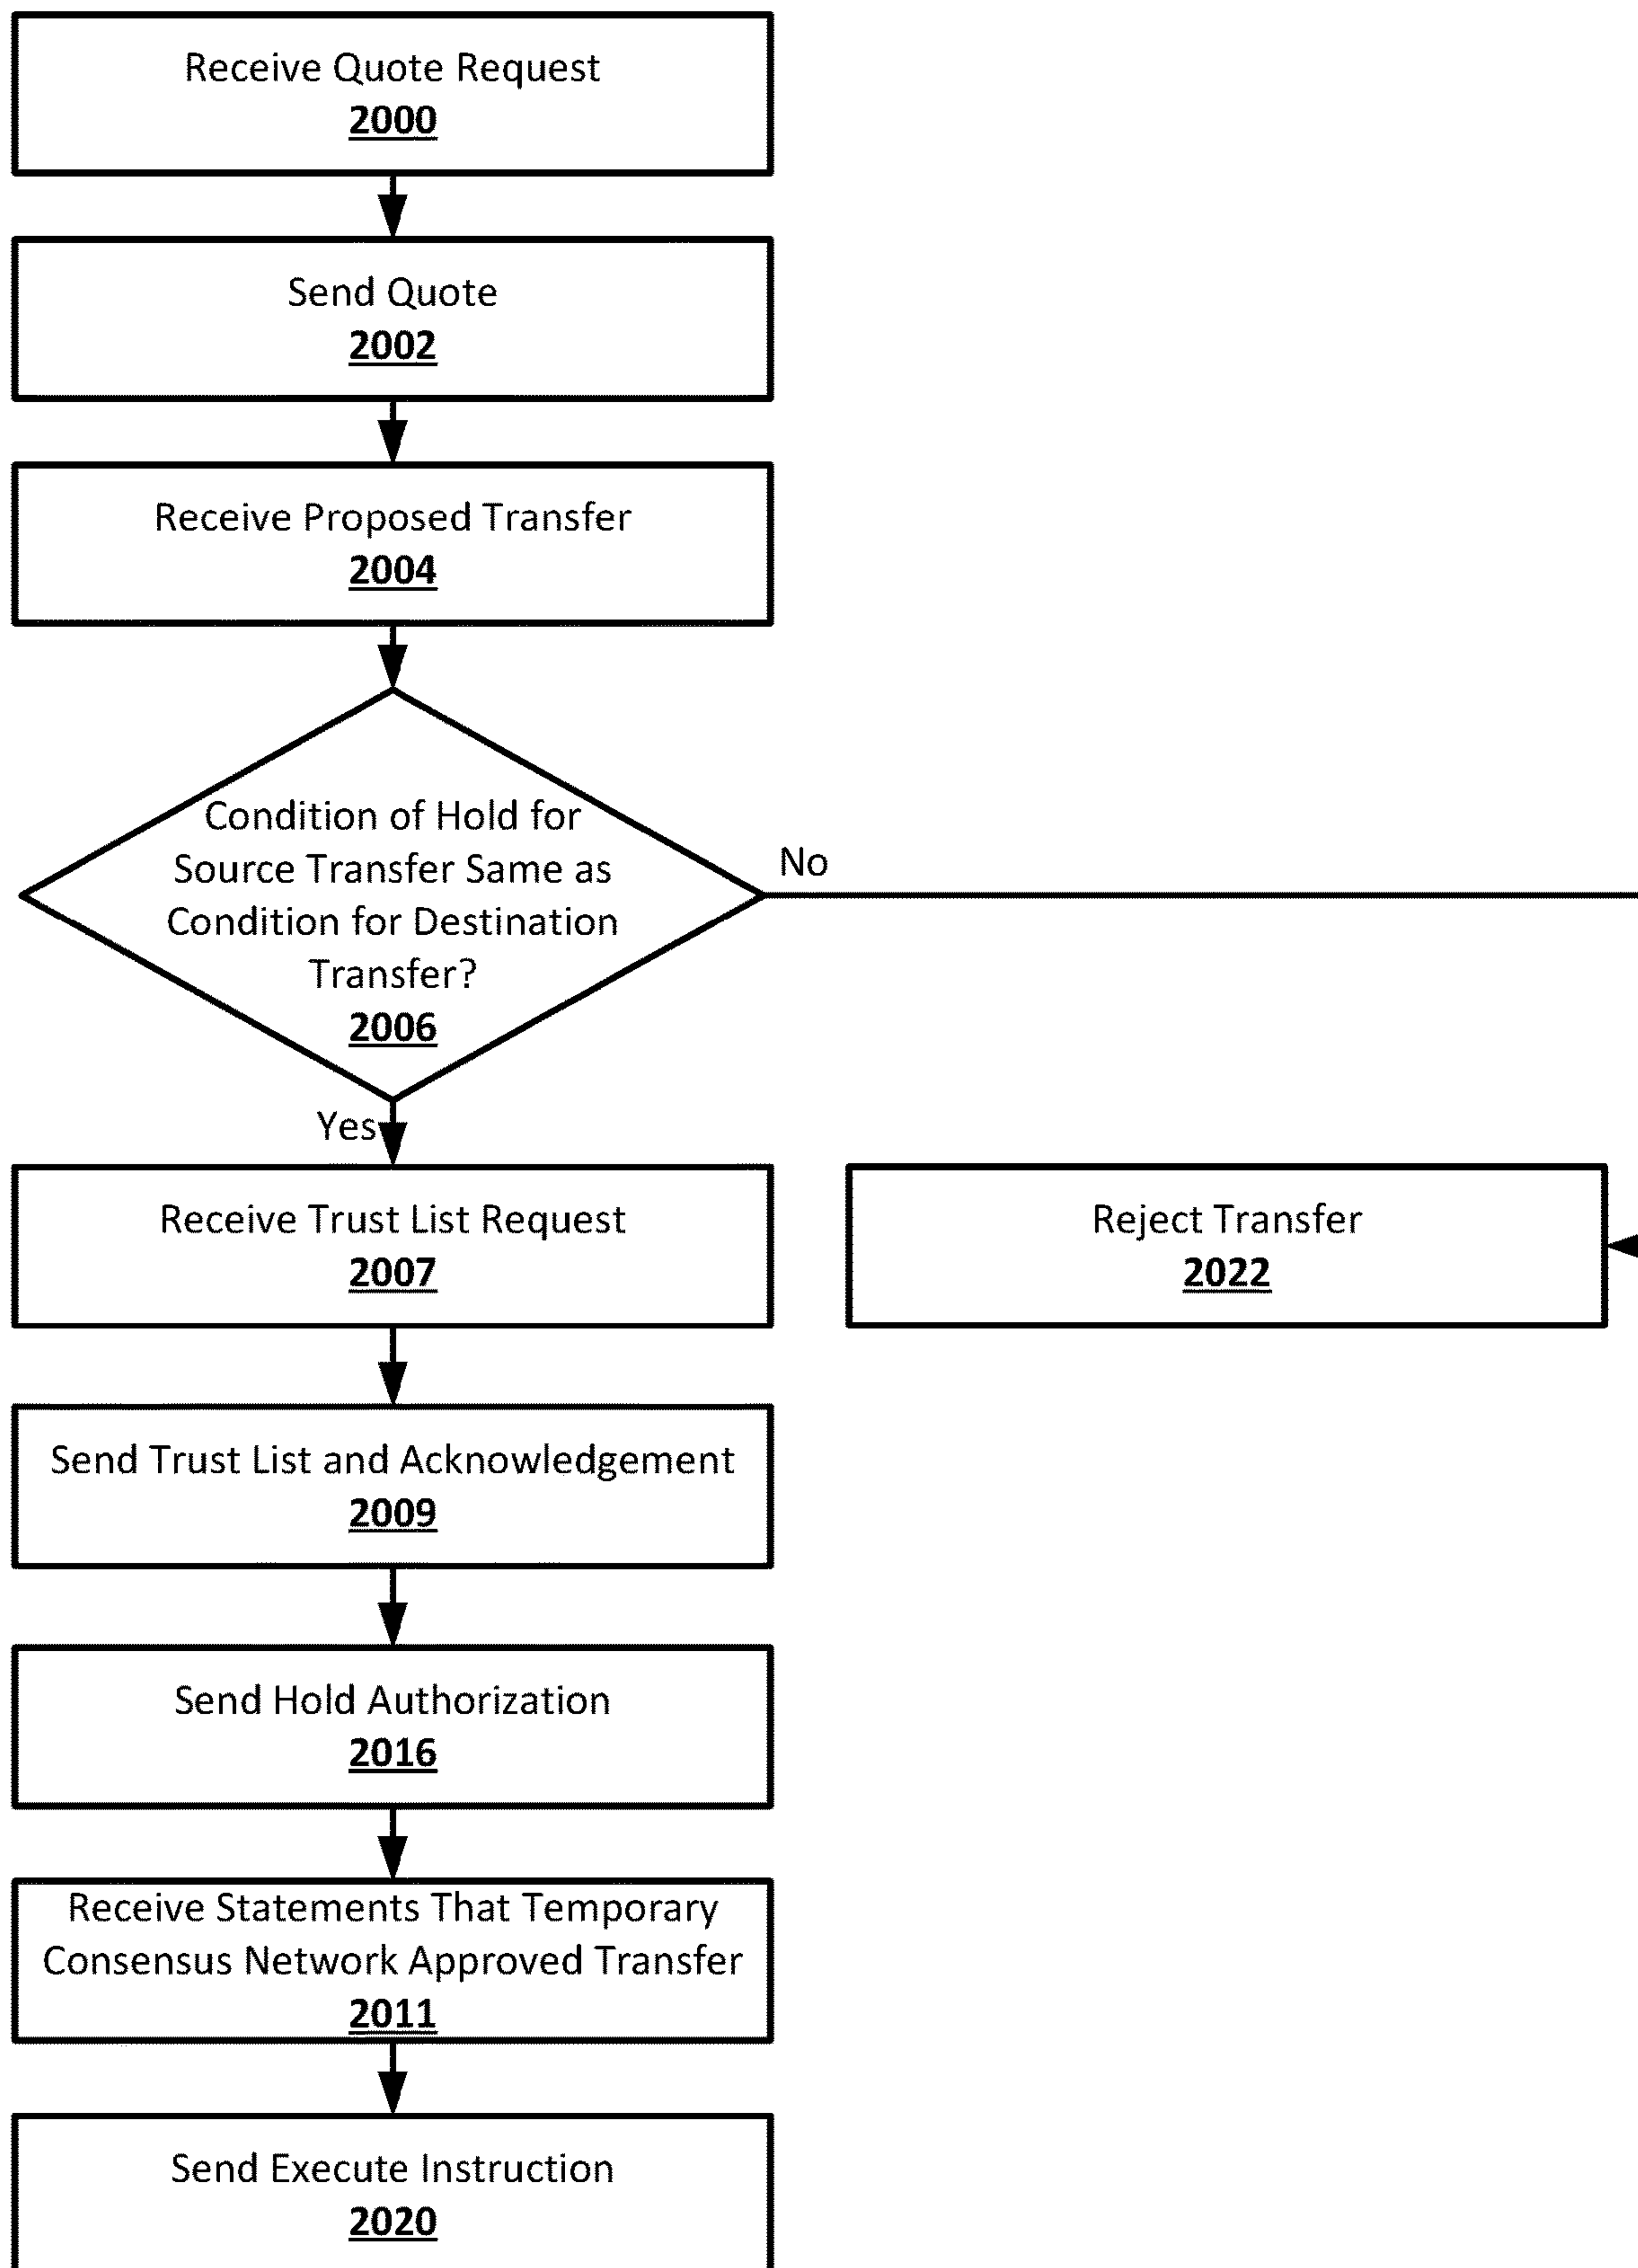 Receive Quote Request
2000
Send Quote
2002
Receive Proposed Transfer
2004
Condition of Hold for
Source Transfer Same as
Condition for Destination
Transfer?
2006
No
Yes
Receive Trust List Request
2007
Reject Transfer
2022
Send Trust List and Acknowledgement
2009
Send Hold Authorization
2016
Receive Statements That Temporary
Consensus Network Approved Transfer
2011
Send Execute Instruction
2020